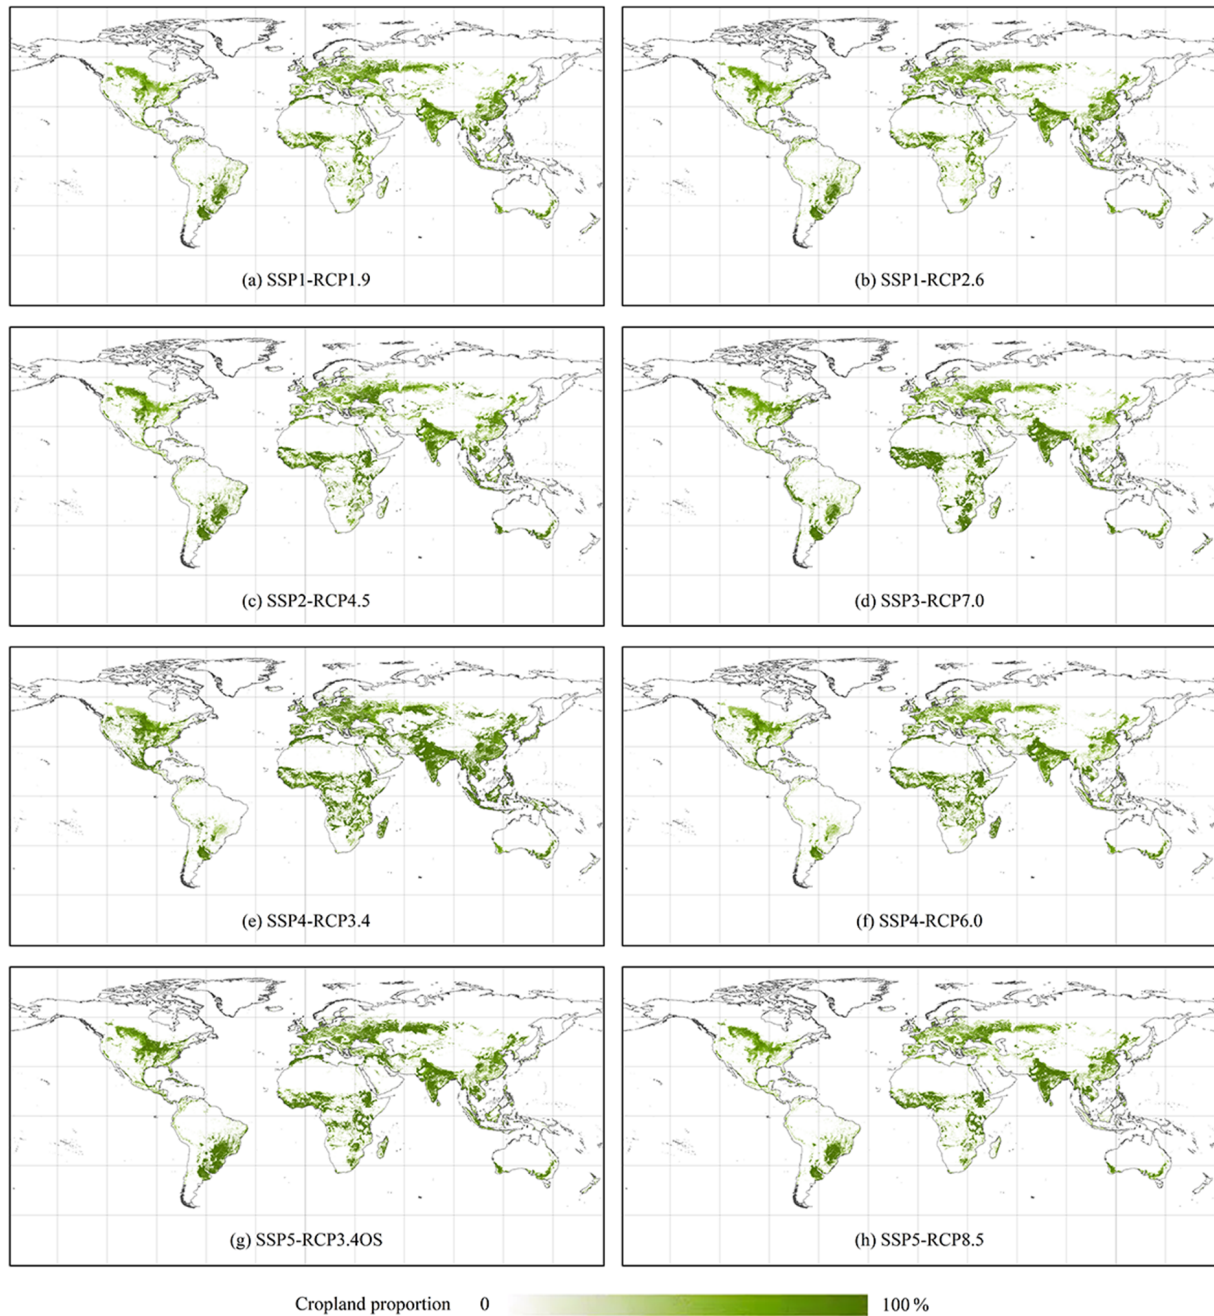 (a) SSP1-RCP1.9
(b) SSP1-RCP2.6
(c) SSP2-RCP4.5
(d) SSP3-RCP7.0
(e) SSP4-RCP3.4
(f) SSP4-RCP6.0
(g) SSP5-RCP3.4OS
(h) SSP5-RCP8.5
Cropland proportion 0 100 %